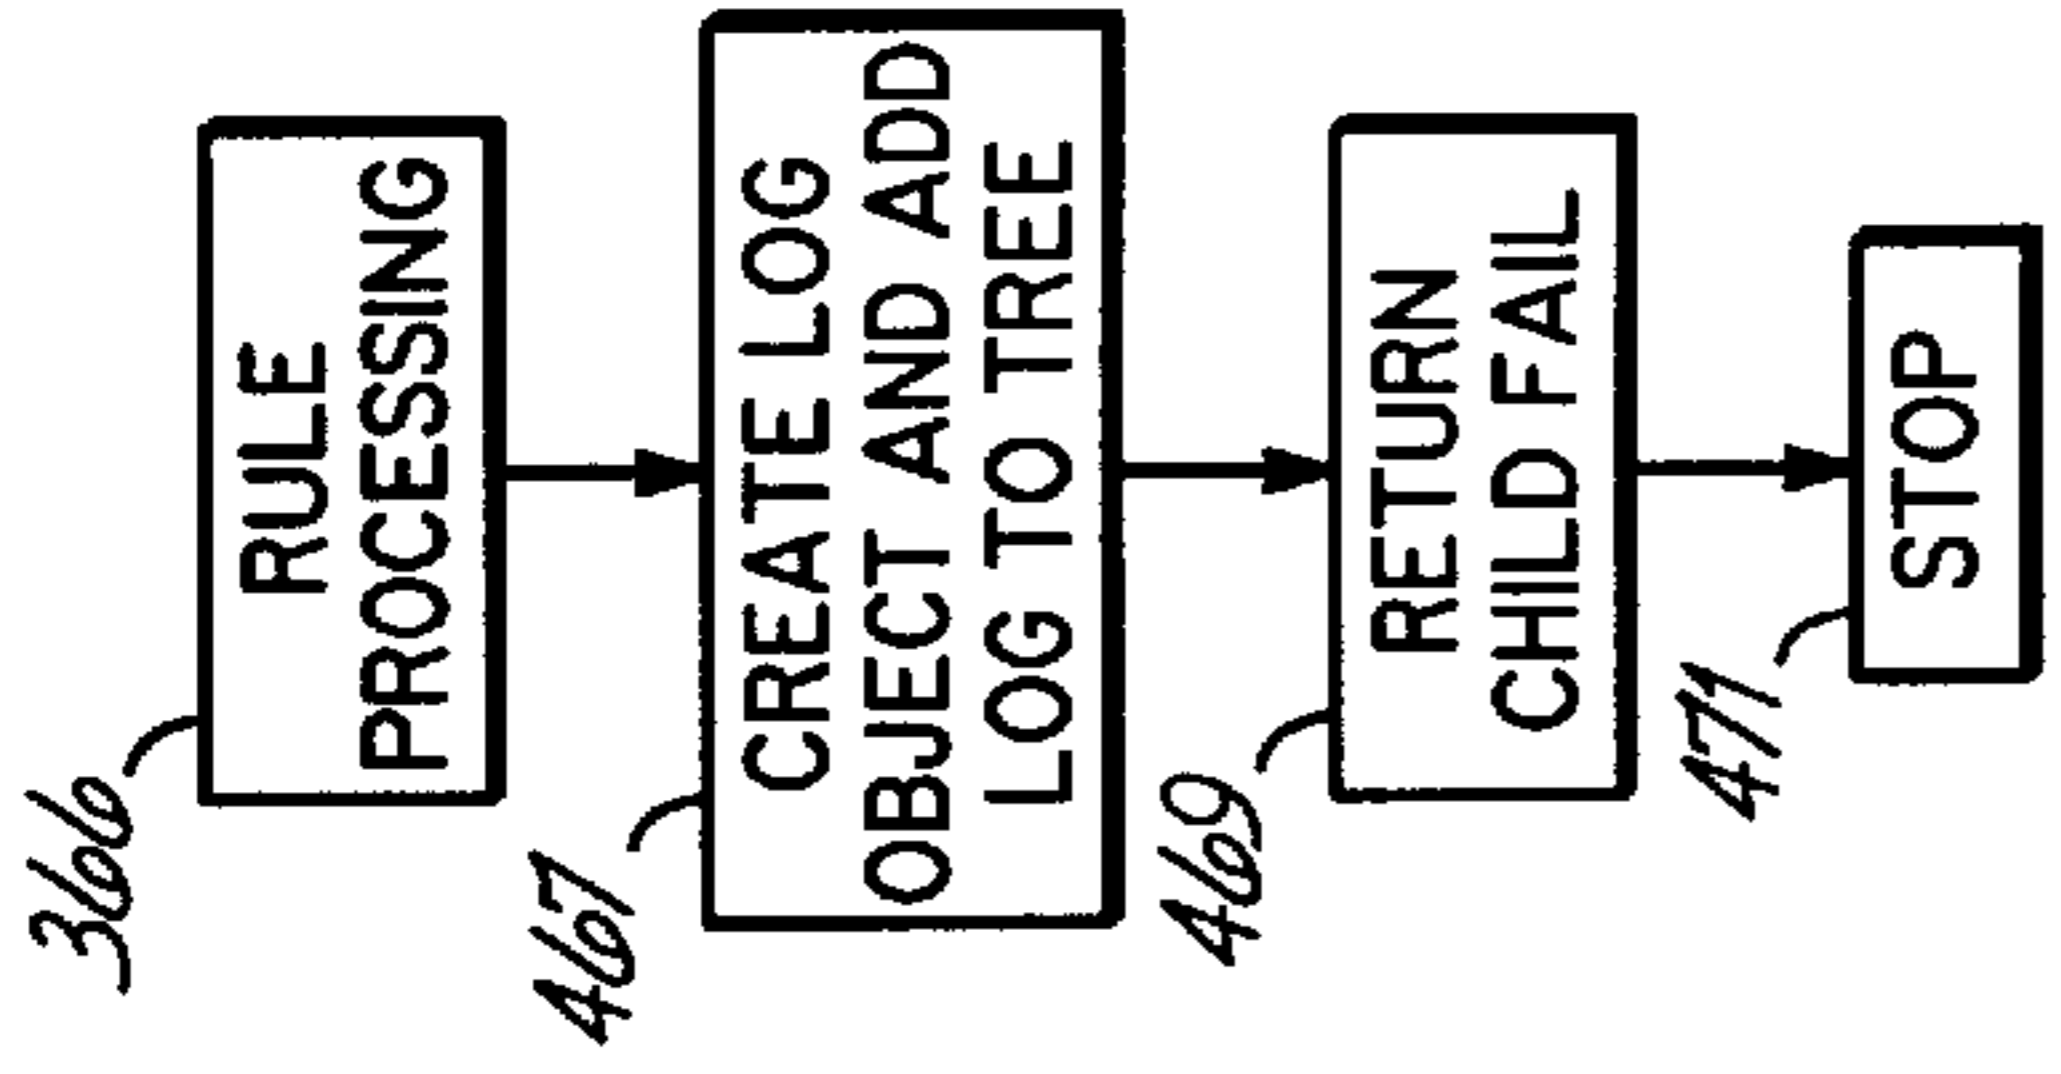 366
RULE
PROCESSING
467
CREATE LOG
OBJECT AND ADD
LOG TO TREE
469
RETURN
CHILD FAIL
471
STOP